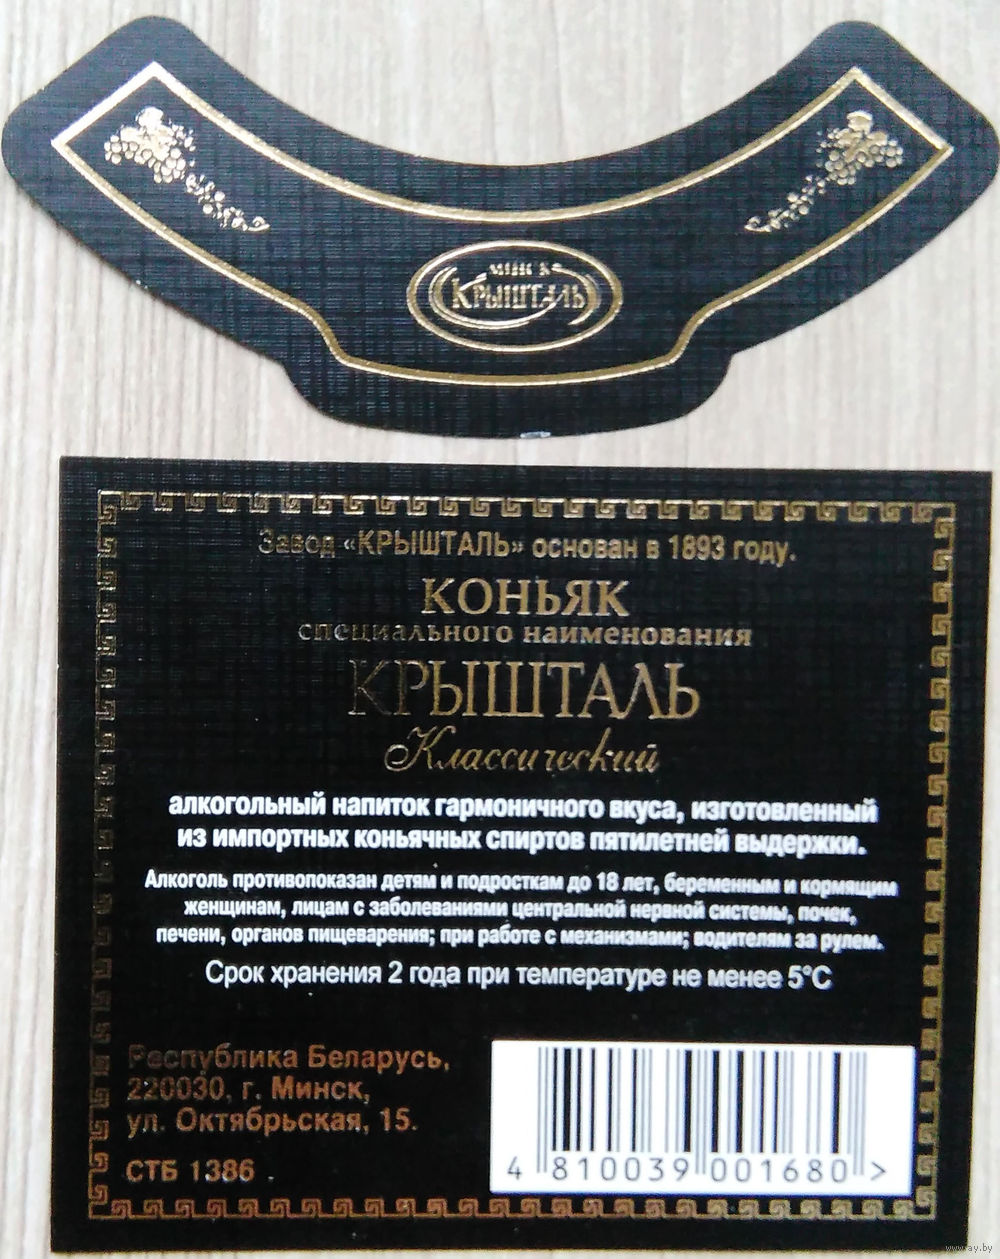 МІНСК
КРЫШТАЛЬ
Завод «КРЫШТАЛЬ» основан в 1893 году.
КОНЬЯК
специального наименования
КРЫШТАЛЬ
Классический
алкогольный напиток гармоничного вкуса, изготовленный
из импортных коньячных спиртов пятилетней выдержки.
Алкоголь противопоказан детям и подросткам до 18 лет, беременным и кормящим
женщинам, лицам с заболеваниями центральной нервной системы, почек,
печени, органов пищеварения; при работе с механизмами; водителям за рулем.
Срок хранения 2 года при температуре не менее 5°С
Республика Беларусь,
220030, г. Минск,
ул. Октябрьская, 15.
СТБ 1386 .
4 810039 001680 >
www.ay.by